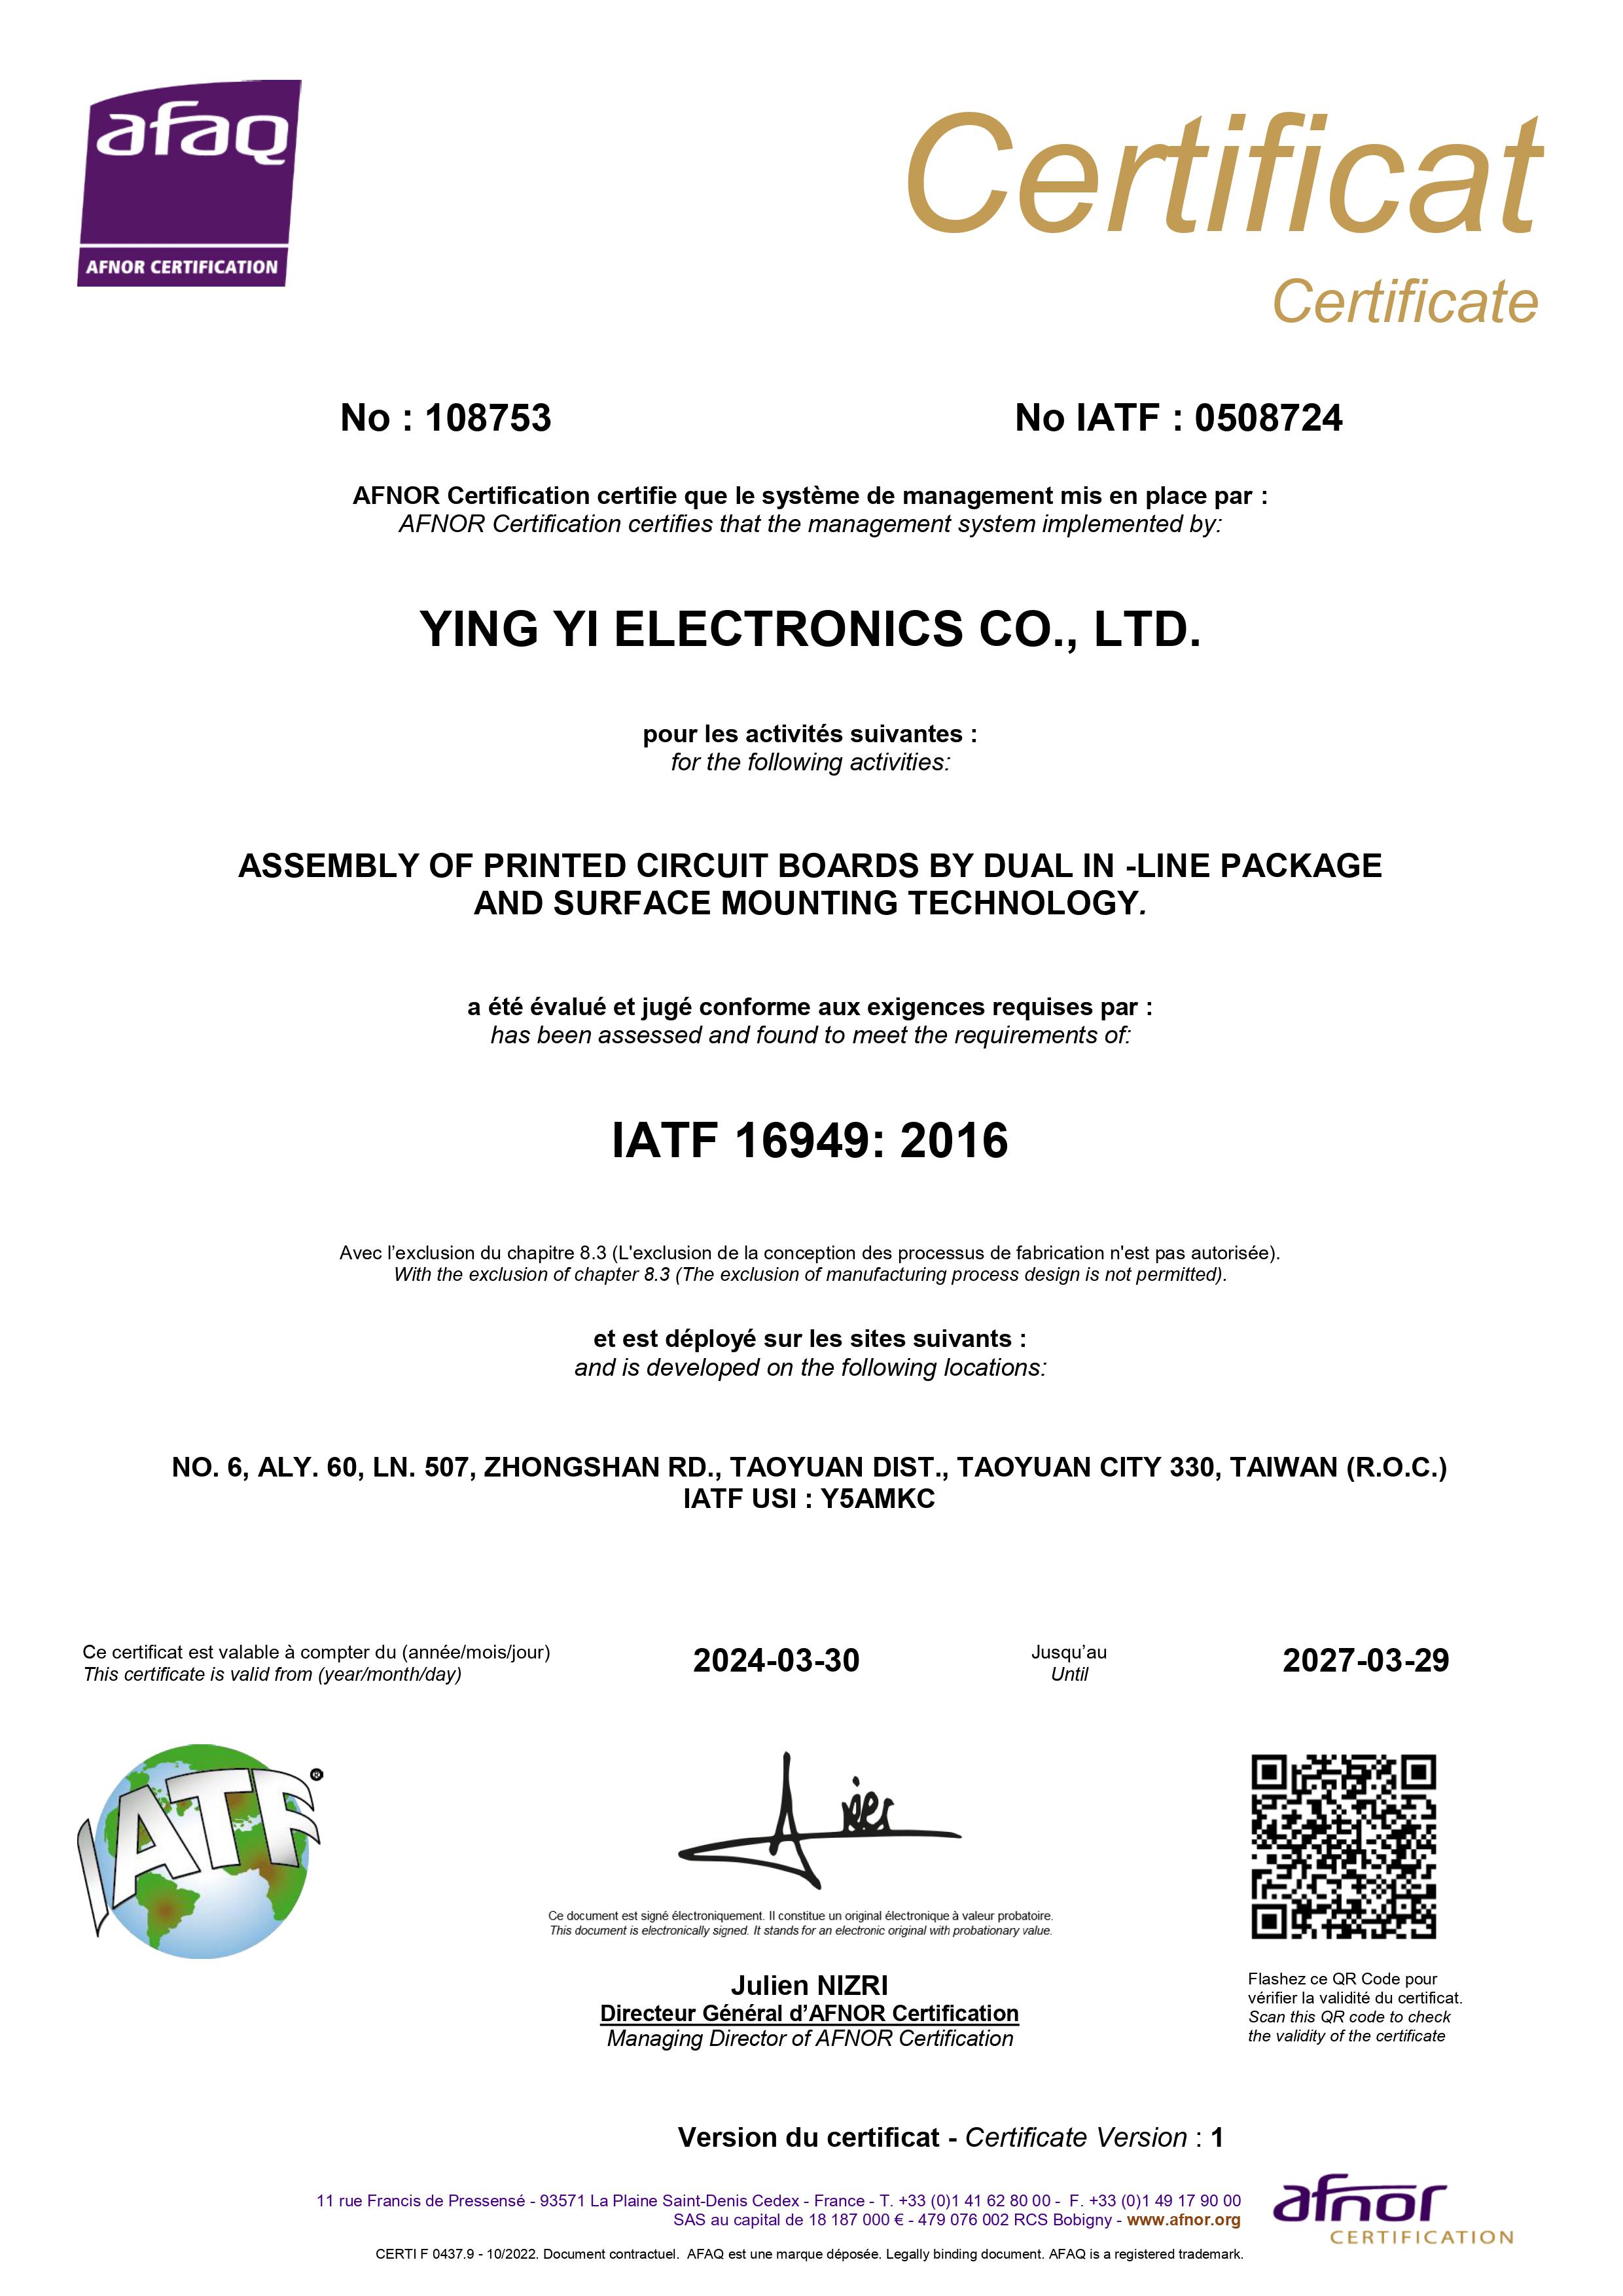 afaq
AFNOR CERTIFICATION
Certificat
Certificate
No : 108753
No IATF : 0508724
AFNOR Certification certifie que le système de management mis en place par :
AFNOR Certification certifies that the management system implemented by:
YING YI ELECTRONICS CO., LTD.
pour les activités suivantes :
for the following activities:
ASSEMBLY OF PRINTED CIRCUIT BOARDS BY DUAL IN -LINE PACKAGE
AND SURFACE MOUNTING TECHNOLOGY.
a été évalué et jugé conforme aux exigences requises par :
has been assessed and found to meet the requirements of:
IATF 16949: 2016
Avec l’exclusion du chapitre 8.3 (L'exclusion de la conception des processus de fabrication n'est pas autorisée).
With the exclusion of chapter 8.3 (The exclusion of manufacturing process design is not permitted).
et est déployé sur les sites suivants :
and is developed on the following locations:
NO. 6, ALY. 60, LN. 507, ZHONGSHAN RD., TAOYUAN DIST., TAOYUAN CITY 330, TAIWAN (R.O.C.)
IATF USI : Y5AMKC
Ce certificat est valable à compter du (année/mois/jour)
This certificate is valid from (year/month/day)
2024-03-30
Jusqu’au
Until
2027-03-29
IATF ®
Ce document est signé électroniquement. Il constitue un original électronique à valeur probatoire.
This document is electronically signed. It stands for an electronic original with probationary value.
Julien NIZRI
Directeur Général d’AFNOR Certification
Managing Director of AFNOR Certification
Flashez ce QR Code pour
vérifier la validité du certificat.
Scan this QR code to check
the validity of the certificate
Version du certificat - Certificate Version : 1
11 rue Francis de Pressensé - 93571 La Plaine Saint-Denis Cedex - France - T. +33 (0)1 41 62 80 00 - F. +33 (0)1 49 17 90 00
SAS au capital de 18 187 000 € - 479 076 002 RCS Bobigny - www.afnor.org
afnor
CERTIFICATION
CERTI F 0437.9 - 10/2022. Document contractuel. AFAQ est une marque déposée. Legally binding document. AFAQ is a registered trademark.